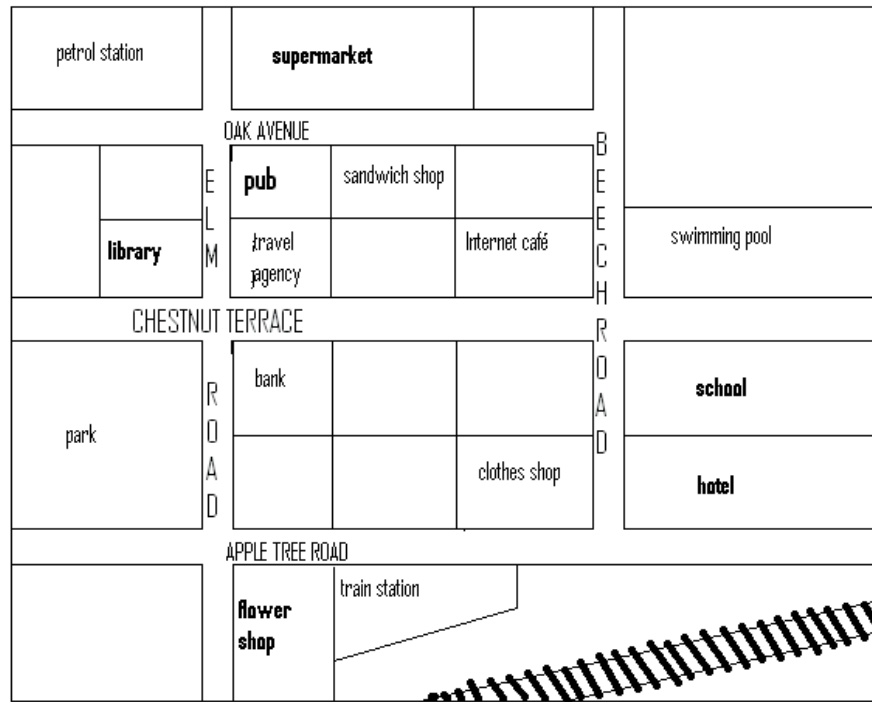 petrol station
supermarket
OAK AVENUE
pub
sandwich shop
ELM
BEECH ROAD
library
travel
agency
Internet café
swimming pool
CHESTNUT TERRACE
bank
school
ROAD
park
clothes shop
hotel
APPLE TREE ROAD
train station
flower
shop